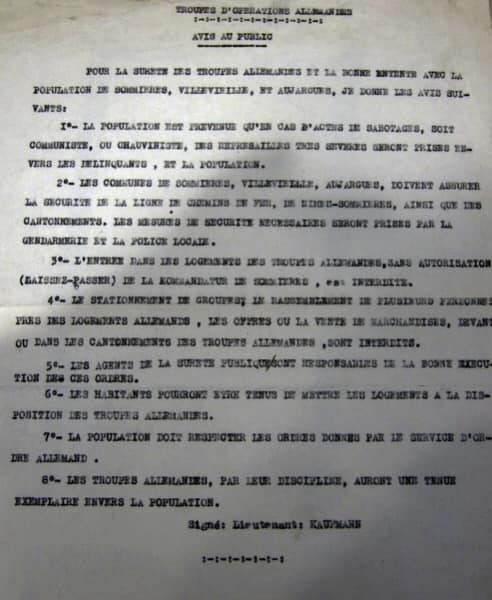 TROUPES D'OPERATIONS ALLEMANDES
:-:-:-:-:-:-:-:-:-:-:-:
AVIS AU PUBLIC
POUR LA SURETE DES TROUPES ALLEMANDES ET LA BONNE ENTENTE AVEC LA
POPULATION DE SOMMIERES, VILLEVIEILLE, ET AUJARGUES, JE DONNE LES AVIS SUI-
VANTS:
1°- LA POPULATION EST PREVENUE QU'EN CAS D'ACTES DE SABOTAGES, SOIT
COMMUNISTE, OU CHAUVINISTE, DES REPRESAILLES TRES SEVERES SERONT PRISES EN-
VERS LES DELINQUANTS , ET LA POPULATION.
2°- LES COMMUNES DE SOMMIERES, VILLEVIELLE, AUJARGUES, DOIVENT ASSURER
LA SECURITE DE LA LIGNE DE CHEMINS DE FER, DE NIMES-SOMMIERES, AINSI QUE DES
CANTONNEMENTS. LES MESURES DE SECURITE NECESSAIRES SERONT PRISES PAR LA
GENDARMERIE ET LA POLICE LOCALE.
3°- L'ENTREE DANS LES LOGEMENTS DES TROUPES ALLEMANDES,SANS AUTORISATION
(LAISSEZ-PASSER) DE LA KOMMANDATUR DE SOMMIERES , est INTERDITE.
4°- LE STATIONNEMENT DE GROUPES, LE RASSEMBLEMENT DE PLUSIEURS PERSONNES
PRES DES LOGEMENTS ALLEMANDS , LES OFFRES OU LA VENTE DE MARCHANDISES, DEVANT
OU DANS LES CANTONNEMENTS DES TROUPES ALLEMANDES ,SONT INTERDITS.
5°- LES AGENTS DE LA SURETE PUBLIQUE/SONT RESPONSABLES DE LA BONNE EXECU-
TION DES CES ORDRES.
6°- LES HABITANTS POURRONT ETRE TENUS DE METTRE LES LOGEMENTS A LA DIS-
POSITION DES TROUPES ALLEMANDES.
7°- LA POPULATION DOIT RESPECTER LES ORDRES DONNES PAR LE SERVICE D'OR-
DRE ALLEMAND .
8°- LES TROUPES ALLEMANDES, PAR LEUR DISCIPLINE, AURONT UNE TENUE
EXEMPLAIRE ENVERS LA POPULATION.
Signé: Lieutenant: KAUFMANN
:-:-:-:-:-:-: